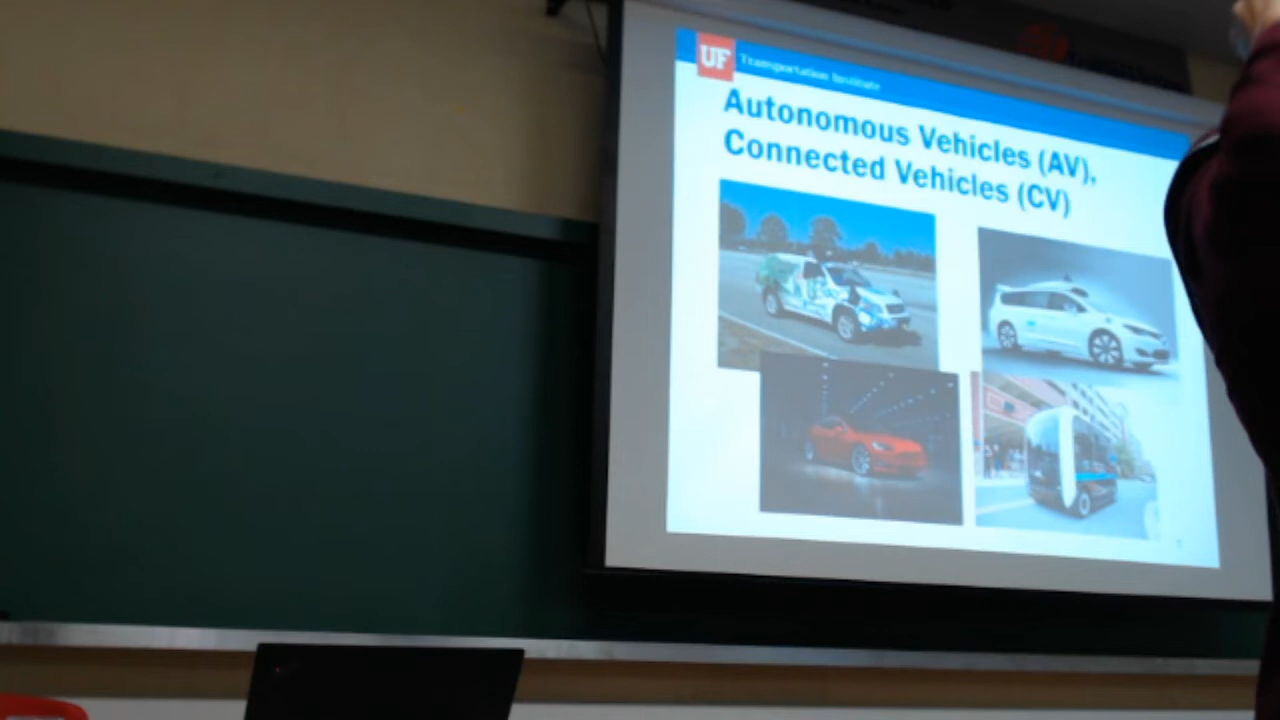 UF Transportation Institute
Autonomous Vehicles (AV),
Connected Vehicles (CV)